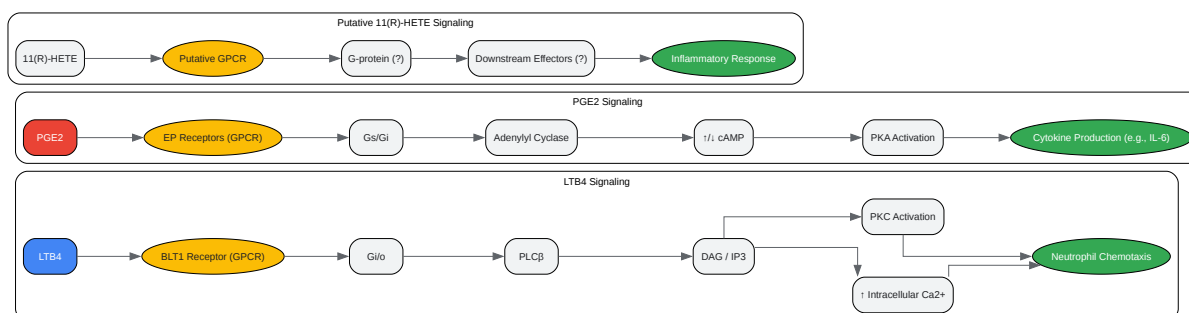 Putative 11(R)-HETE Signaling
11(R)-HETE
Putative GPCR
G-protein (?)
Downstream Effectors (?)
Inflammatory Response
PGE2 Signaling
PGE2
EP Receptors (GPCR)
Gs/Gi
Adenylyl Cyclase
↑/↓ cAMP
PKA Activation
Cytokine Production (e.g., IL-6)
LTB4 Signaling
LTB4
BLT1 Receptor (GPCR)
Gi/o
PLCβ
DAG / IP3
PKC Activation
↑ Intracellular Ca2+
Neutrophil Chemotaxis